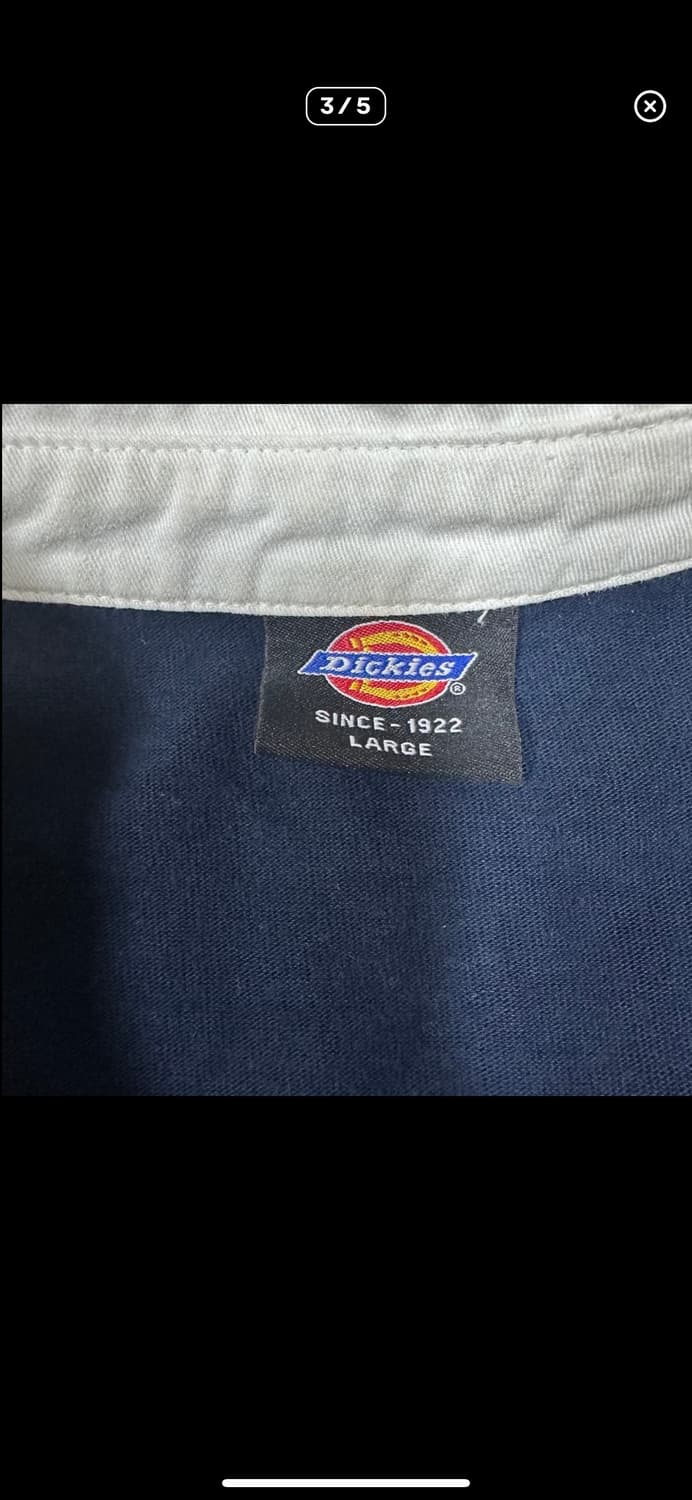 3/5
Dickies
®
SINCE-1922
LARGE